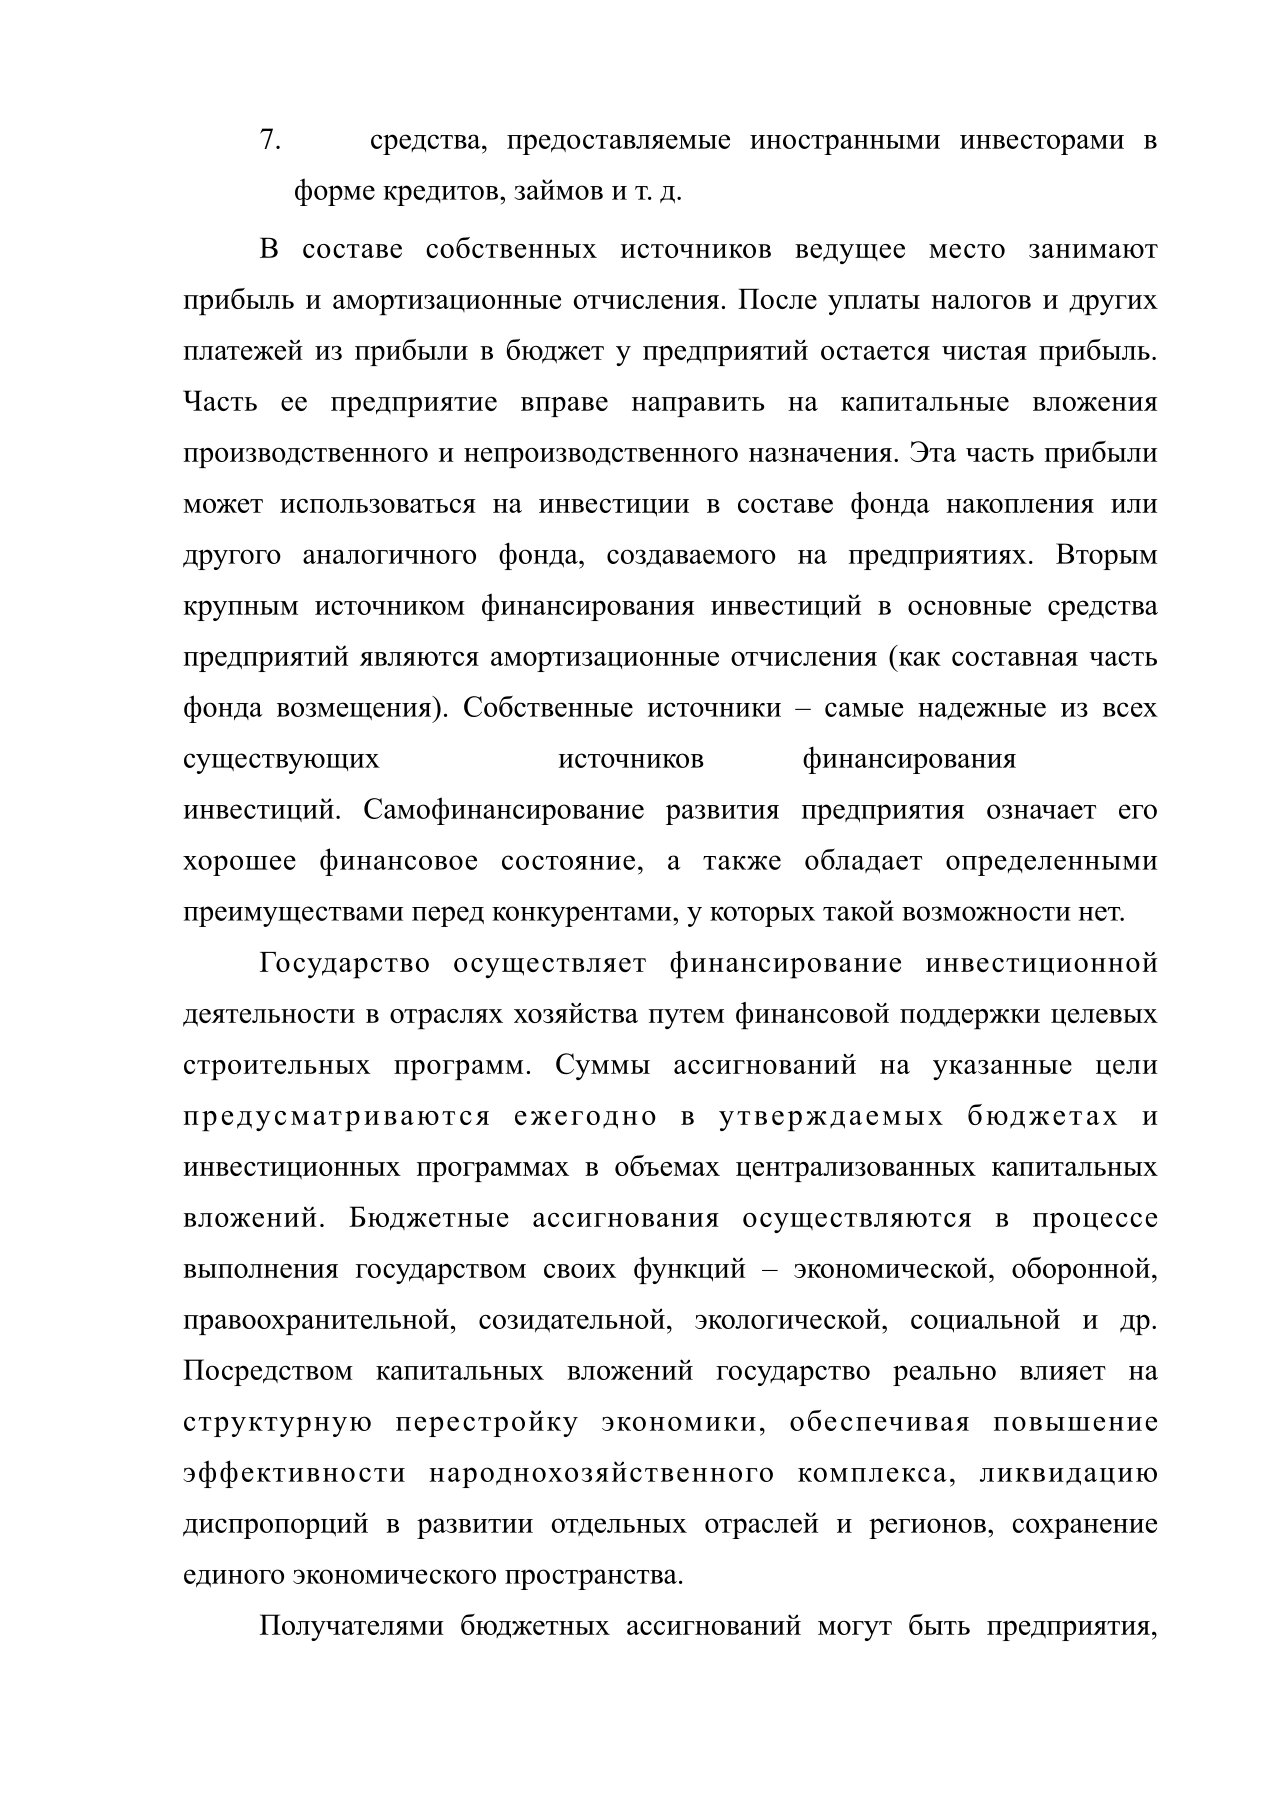 7. средства, предоставляемые иностранными инвесторами в
форме кредитов, займов и т. д.
В составе собственных источников ведущее место занимают
прибыль и амортизационные отчисления. После уплаты налогов и других
платежей из прибыли в бюджет у предприятий остается чистая прибыль.
Часть ее предприятие вправе направить на капитальные вложения
производственного и непроизводственного назначения. Эта часть прибыли
может использоваться на инвестиции в составе фонда накопления или
другого аналогичного фонда, создаваемого на предприятиях. Вторым
крупным источником финансирования инвестиций в основные средства
предприятий являются амортизационные отчисления (как составная часть
фонда возмещения). Собственные источники – самые надежные из всех
существующих источников финансирования
инвестиций. Самофинансирование развития предприятия означает его
хорошее финансовое состояние, а также обладает определенными
преимуществами перед конкурентами, у которых такой возможности нет.
Государство осуществляет финансирование инвестиционной
деятельности в отраслях хозяйства путем финансовой поддержки целевых
строительных программ. Суммы ассигнований на указанные цели
предусматриваются ежегодно в утверждаемых бюджетах и
инвестиционных программах в объемах централизованных капитальных
вложений. Бюджетные ассигнования осуществляются в процессе
выполнения государством своих функций – экономической, оборонной,
правоохранительной, созидательной, экологической, социальной и др.
Посредством капитальных вложений государство реально влияет на
структурную перестройку экономики, обеспечивая повышение
эффективности народнохозяйственного комплекса, ликвидацию
диспропорций в развитии отдельных отраслей и регионов, сохранение
единого экономического пространства.
Получателями бюджетных ассигнований могут быть предприятия,